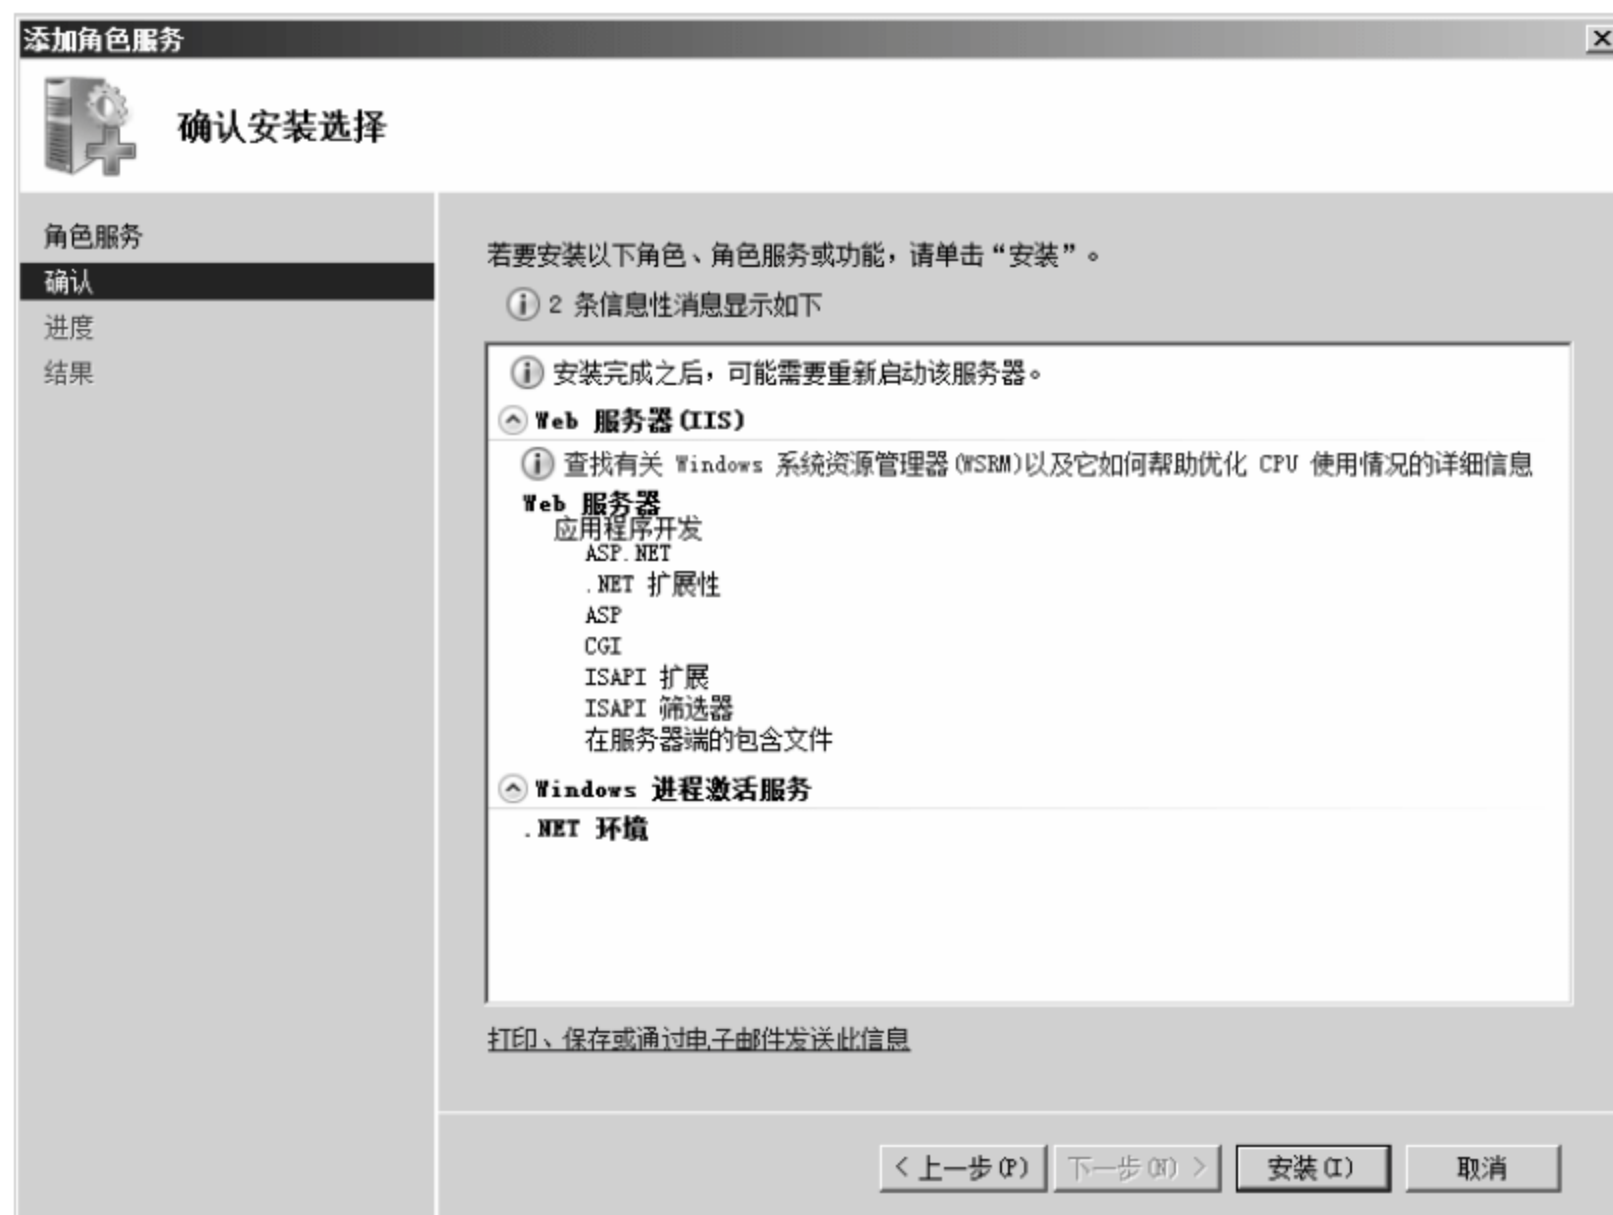 添加角色服务
确认安装选择
角色服务
确认
进度
结果
若要安装以下角色、角色服务或功能，请单击“安装”。
2 条信息性消息显示如下
安装完成之后，可能需要重新启动该服务器。
Web 服务器(IIS)
查找有关 Windows 系统资源管理器(WSRM)以及它如何帮助优化 CPU 使用情况的详细信息
Web 服务器
应用程序开发
ASP.NET
.NET 扩展性
ASP
CGI
ISAPI 扩展
ISAPI 筛选器
在服务器端的包含文件
Windows 进程激活服务
.NET 环境
打印、保存或通过电子邮件发送此信息
< 上一步(P)
下一步(N) >
安装(I)
取消